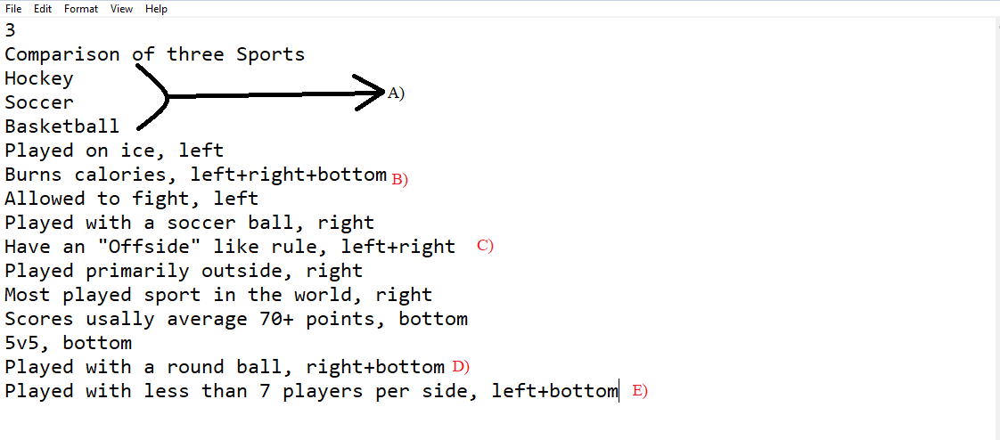 File Edit Format View Help
3
Comparison of three Sports
Hockey
Soccer
A)
Basketball
Played on ice, left
Burns calories, left+right+bottom B)
Allowed to fight, left
Played with a soccer ball, right
Have an "Offside" like rule, left+right C)
Played primarily outside, right
Most played sport in the world, right
Scores usally average 70+ points, bottom
5v5, bottom
Played with a round ball, right+bottom D)
Played with less than 7 players per side, left+bottom E)